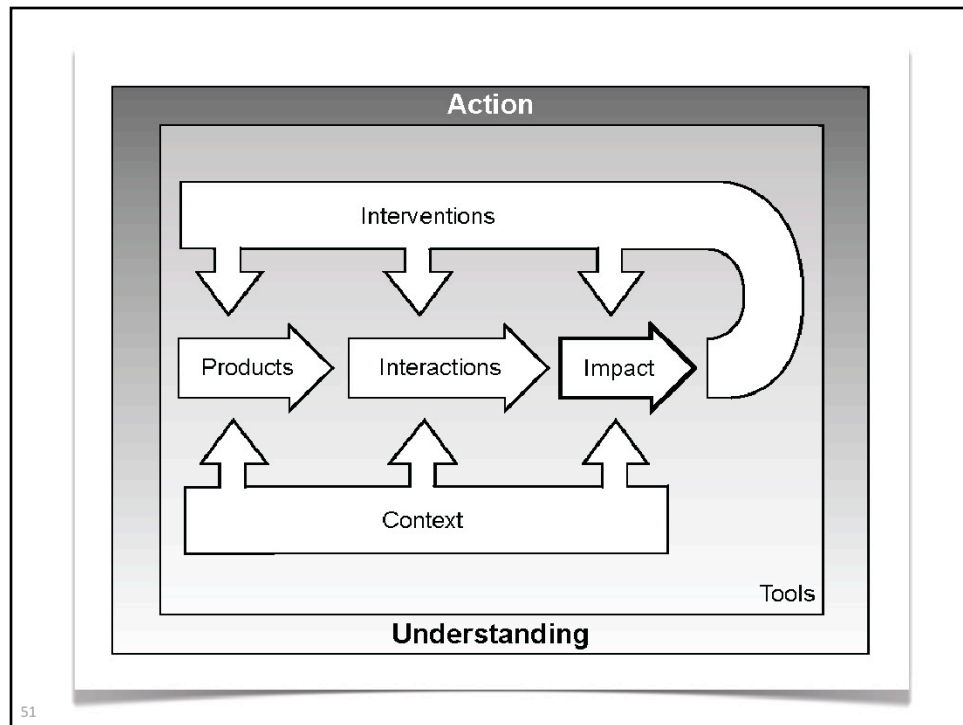 Action
Interventions
Products
Interactions
Impact
Context
Tools
Understanding
51